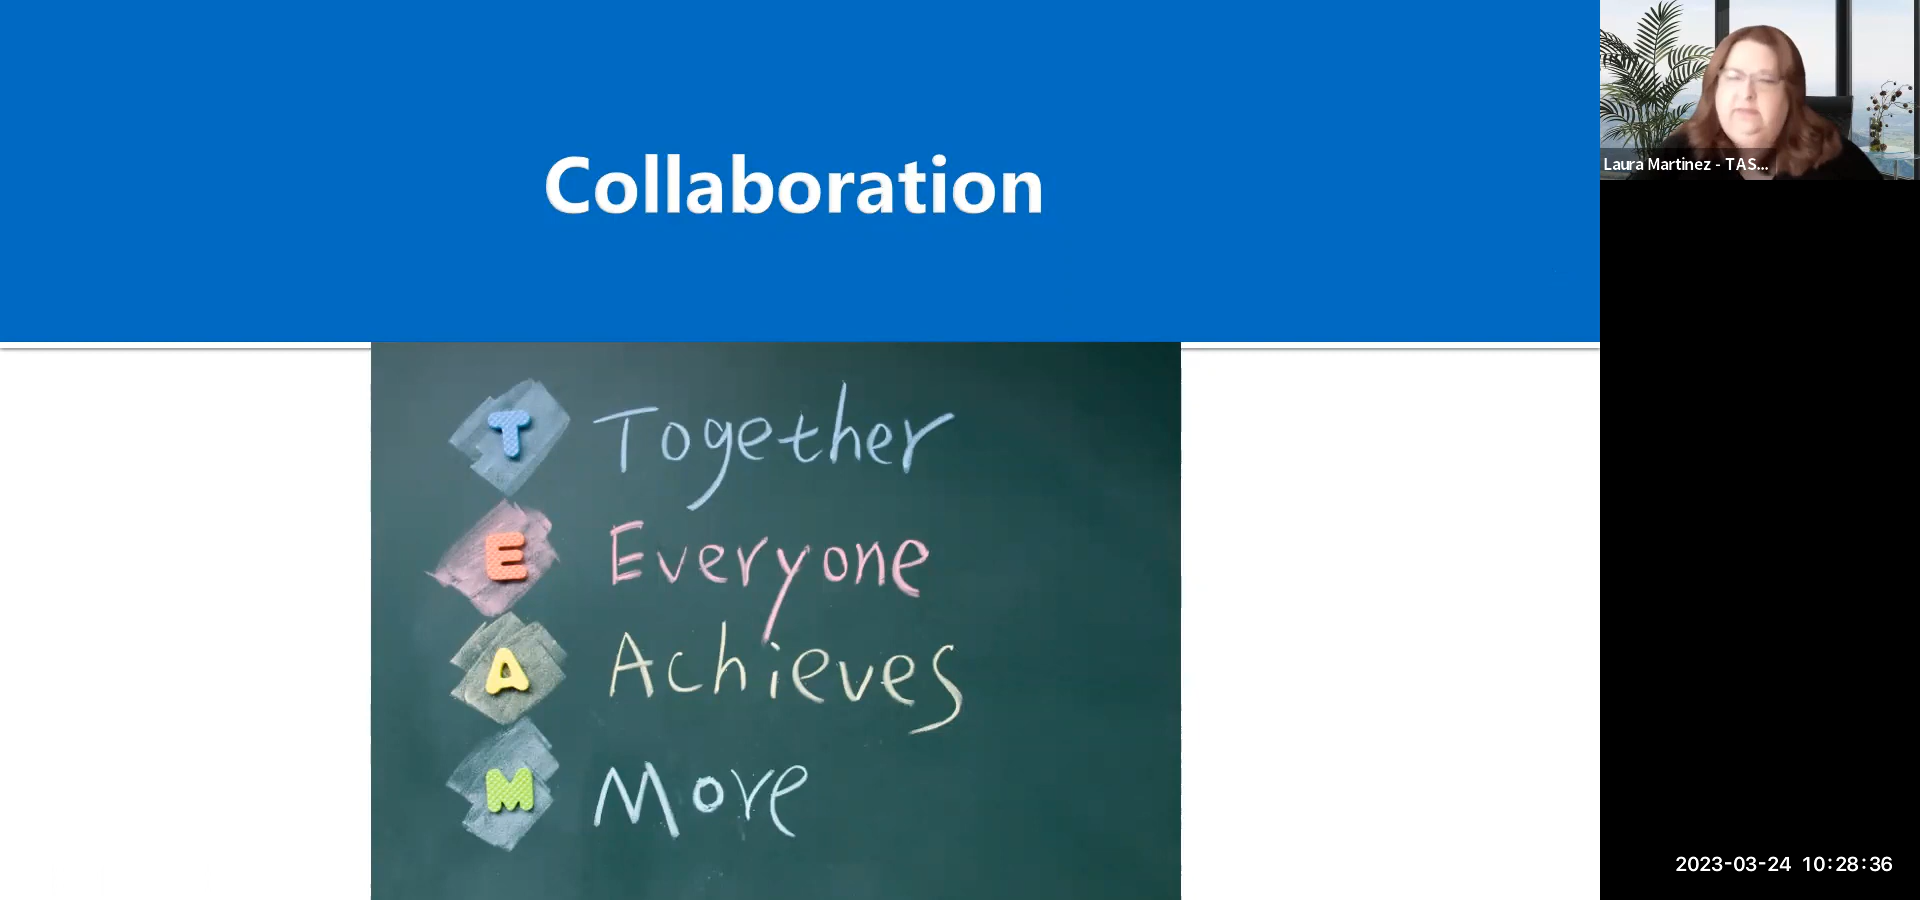 Collaboration
T Together
E Everyone
A Achieves
M More
Laura Martinez - TAS...
2023-03-24 10:28:36